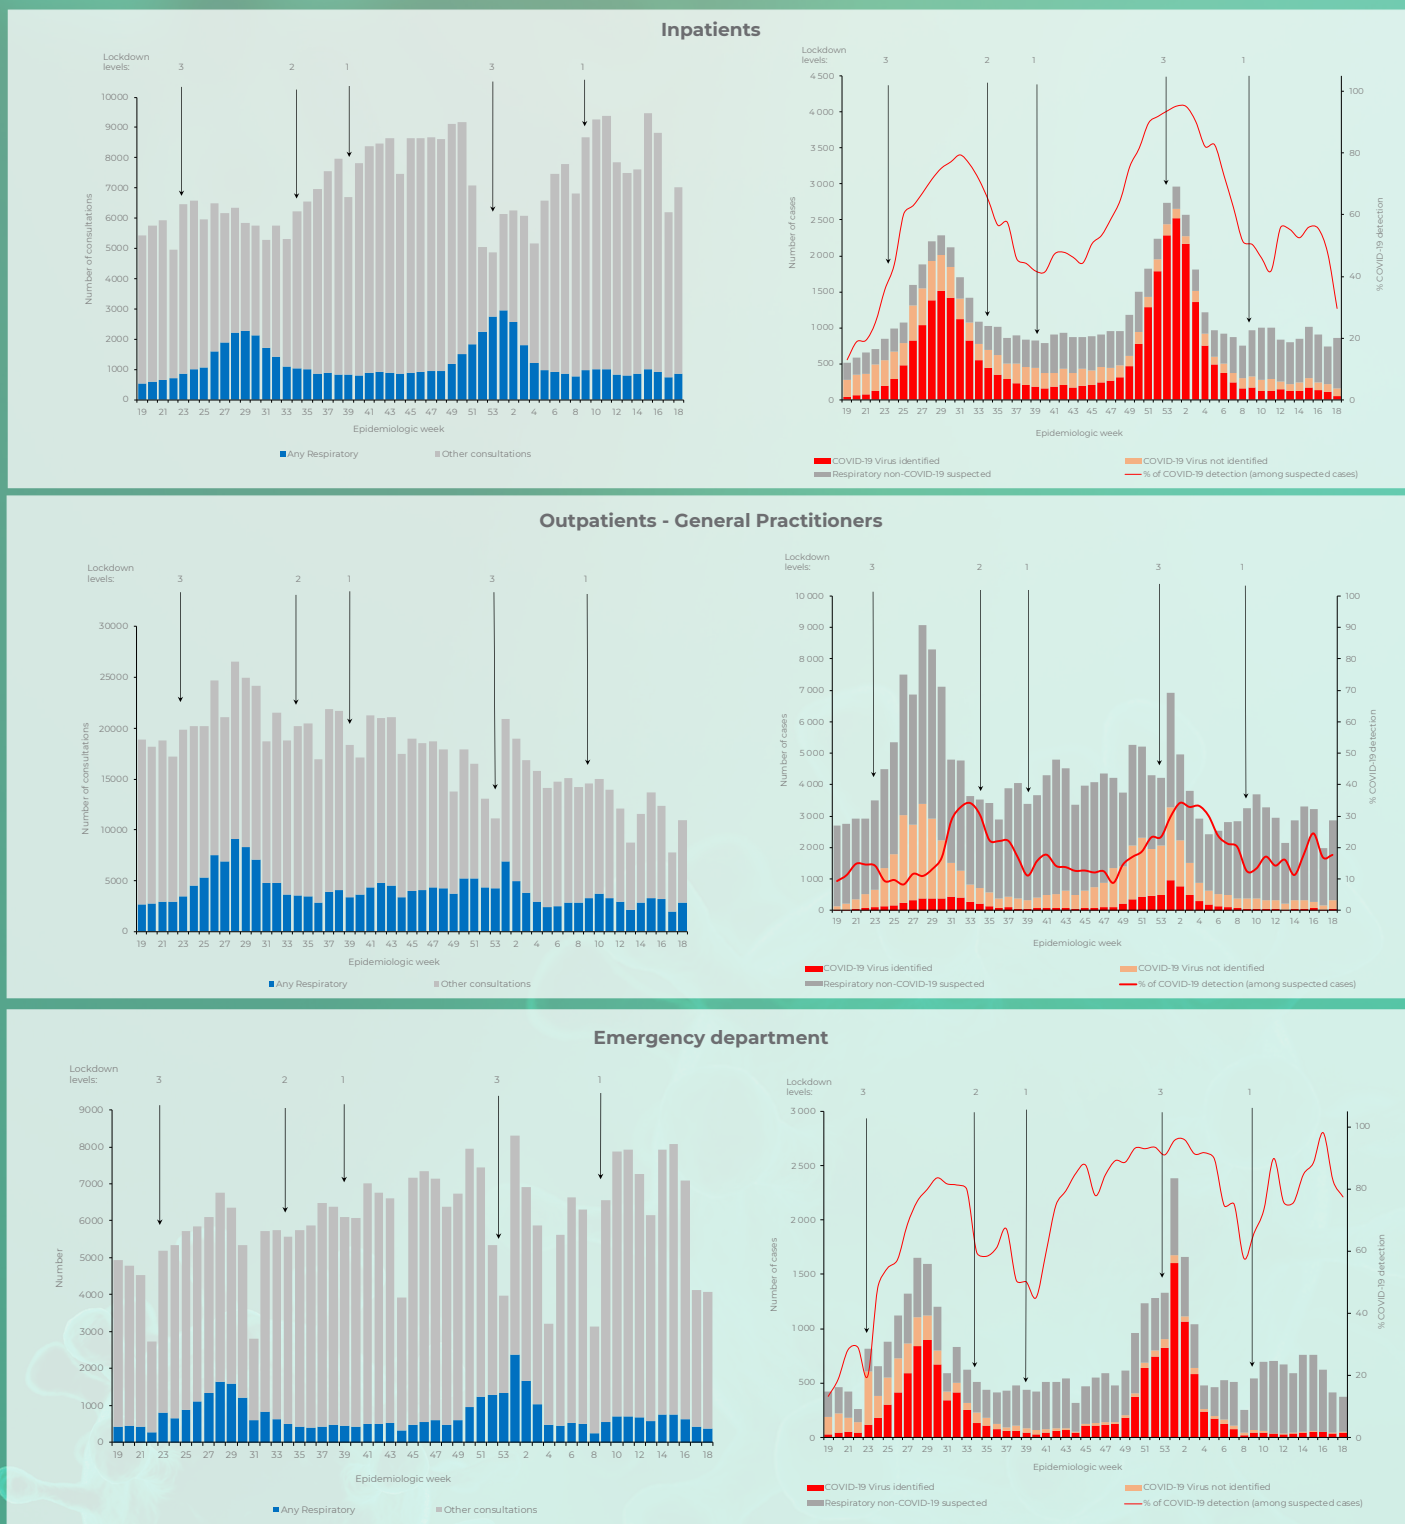 Inpatients
Lockdown
levels:
3
2
1
3
1
10000
9000
8000
7000
6000
5000
4000
3000
2000
1000
0
Number of consultations
19 21 23 25 27 29 31 33 35 37 39 41 43 45 47 49 51 53 2 4 6 8 10 12 14 16 18
Epidemiologic week
Any Respiratory
Other consultations
Lockdown
levels:
3
2
1
3
1
4 500
4 000
3 500
3 000
2 500
2 000
1 500
1 000
500
0
Number of cases
100
80
60
40
20
0
% COVID-19 detection
19 21 23 25 27 29 31 33 35 37 39 41 43 45 47 49 51 53 2 4 6 8 10 12 14 16 18
Epidemiologic week
COVID-19 Virus identified
COVID-19 Virus not identified
Respiratory non-COVID-19 suspected
% of COVID-19 detection (among suspected cases)
Outpatients - General Practitioners
Lockdown
levels:
3
2
1
3
1
30000
25000
20000
15000
10000
5000
0
Number of consultations
19 21 23 25 27 29 31 33 35 37 39 41 43 45 47 49 51 53 2 4 6 8 10 12 14 16 18
Epidemiologic week
Any Respiratory
Other consultations
Lockdown
levels:
3
2
1
3
1
10 000
9 000
8 000
7 000
6 000
5 000
4 000
3 000
2 000
1 000
0
Number of cases
100
90
80
70
60
50
40
30
20
10
0
% COVID-19 detection
19 21 23 25 27 29 31 33 35 37 39 41 43 45 47 49 51 53 2 4 6 8 10 12 14 16 18
Epidemiologic week
COVID-19 Virus identified
COVID-19 Virus not identified
Respiratory non-COVID-19 suspected
% of COVID-19 detection (among suspected cases)
Emergency department
Lockdown
levels:
3
2
1
3
1
9000
8000
7000
6000
5000
4000
3000
2000
1000
0
Number
19 21 23 25 27 29 31 33 35 37 39 41 43 45 47 49 51 53 2 4 6 8 10 12 14 16 18
Epidemiologic week
Any Respiratory
Other consultations
Lockdown
levels:
3
2
1
3
1
3 000
2 500
2 000
1 500
1 000
500
0
Number of cases
100
80
60
40
20
0
% COVID-19 detection
19 21 23 25 27 29 31 33 35 37 39 41 43 45 47 49 51 53 2 4 6 8 10 12 14 16 18
Epidemiologic week
COVID-19 Virus identified
COVID-19 Virus not identified
Respiratory non-COVID-19 suspected
% of COVID-19 detection (among suspected cases)